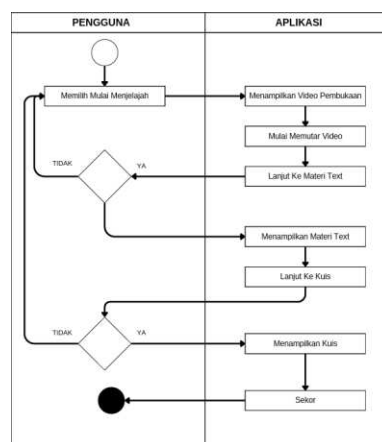 PENGGUNA
APLIKASI
Memilih Mulai Menjelajah
Menampilkan Video Pembukaan
Mulai Memutar Video
TIDAK
YA
Lanjut Ke Materi Text
Menampilkan Materi Text
Lanjut Ke Kuis
TIDAK
YA
Menampilkan Kuis
Sekor